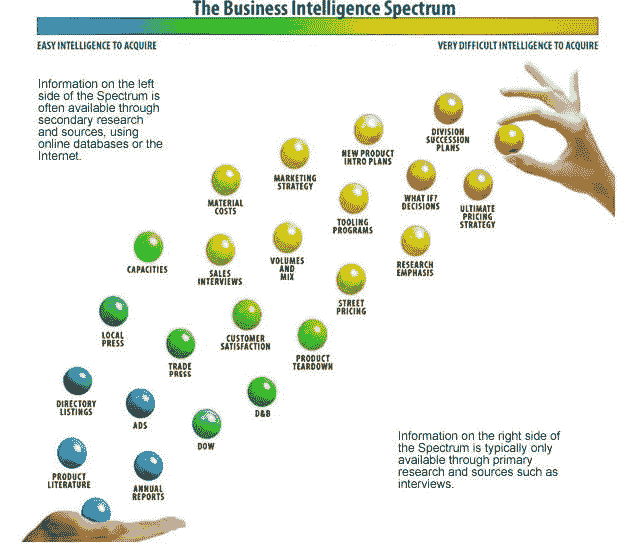 The Business Intelligence Spectrum
EASY INTELLIGENCE TO ACQUIRE
VERY DIFFICULT INTELLIGENCE TO ACQUIRE
Information on the left
side of the Spectrum is
often available through
secondary research
and sources, using
online databases or the
Internet.
DIVISION
SUCCESSION
PLANS
NEW PRODUCT
INTRO PLANS
MARKETING
STRATEGY
MATERIAL
COSTS
WHAT IF?
DECISIONS
ULTIMATE
PRICING
STRATEGY
TOOLING
PROGRAMS
CAPACITIES
SALES
INTERVIEWS
VOLUMES
AND
MIX
RESEARCH
EMPHASIS
STREET
PRICING
LOCAL
PRESS
TRADE
PRESS
CUSTOMER
SATISFACTION
PRODUCT
TEARDOWN
DIRECTORY
LISTINGS
ADS
DOW
D&B
PRODUCT
LITERATURE
ANNUAL
REPORTS
Information on the right side of
the Spectrum is typically only
available through primary
research and sources such as
interviews.